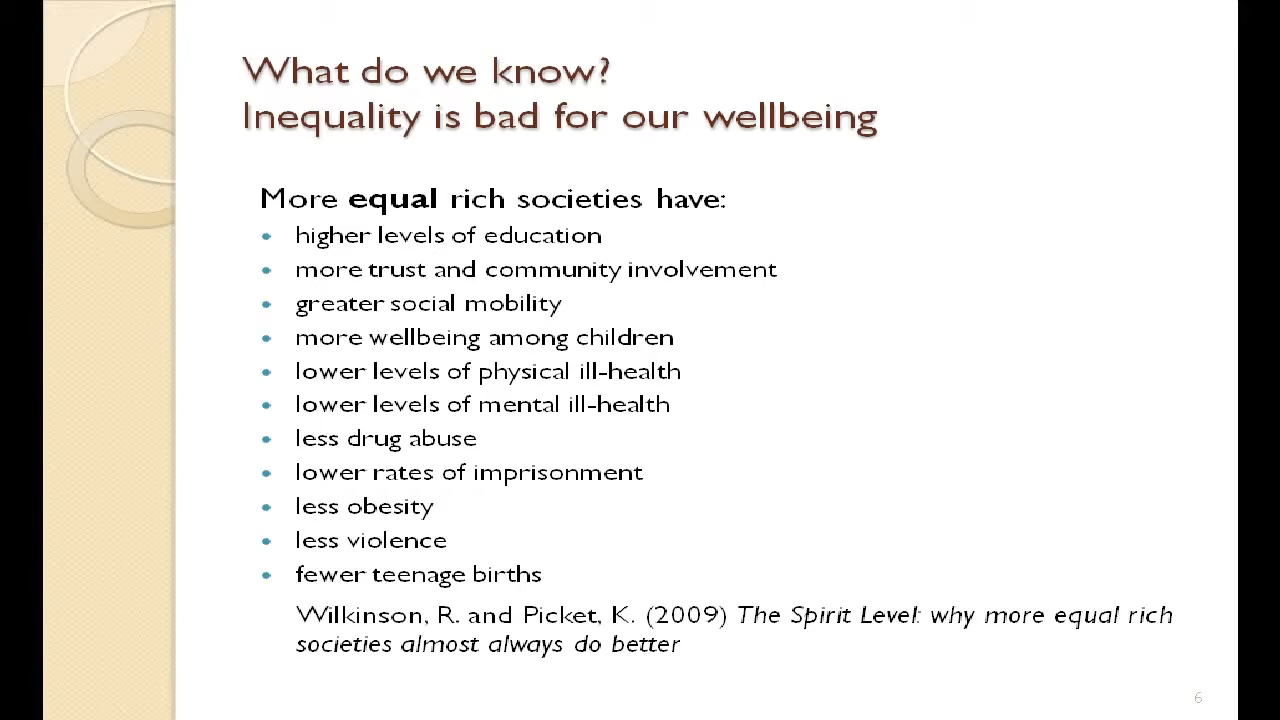 What do we know?
Inequality is bad for our wellbeing
More equal rich societies have:
• higher levels of education
• more trust and community involvement
• greater social mobility
• more wellbeing among children
• lower levels of physical ill-health
• lower levels of mental ill-health
• less drug abuse
• lower rates of imprisonment
• less obesity
• less violence
• fewer teenage births
Wilkinson, R. and Picket, K. (2009) The Spirit Level: why more equal rich
societies almost always do better
6